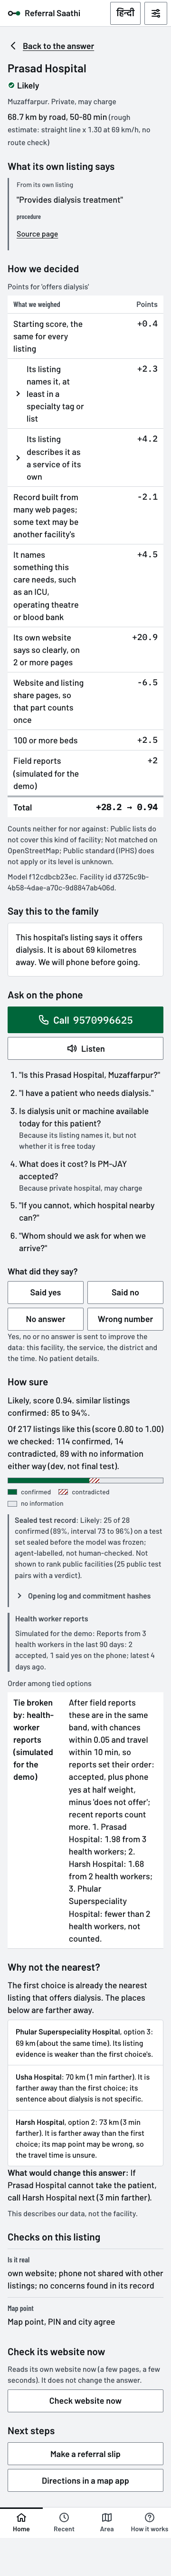 Referral Saathi
हिन्दी
Back to the answer
Prasad Hospital
Likely
Muzaffarpur. Private, may charge
68.7 km by road, 50-80 min (rough
estimate: straight line x 1.30 at 69 km/h, no
route check)
What its own listing says
From its own listing
"Provides dialysis treatment"
procedure
Source page
How we decided
Points for 'offers dialysis'
What we weighed Points
Starting score, the +0.4
same for every
listing
Its listing +2.3
names it, at
least in a
specialty tag or
list
Its listing +4.2
describes it as
a service of its
own
Record built from -2.1
many web pages;
some text may be
another facility's
It names +4.5
something this
care needs, such
as an ICU,
operating theatre
or blood bank
Its own website +20.9
says so clearly, on
2 or more pages
Website and listing -6.5
share pages, so
that part counts
once
100 or more beds +2.5
Field reports +2
(simulated for the
demo)
Total +28.2 → 0.94
Counts neither for nor against: Public lists do
not cover this kind of facility; Not matched on
OpenStreetMap; Public standard (IPHS) does
not apply or its level is unknown.
Model f12cdbcb23ec. Facility id d3725c9b-
4b58-4dae-a70c-9d8847ab406d.
Say this to the family
This hospital's listing says it offers
dialysis. It is about 69 kilometres
away. We will phone before going.
Ask on the phone
Call 9570996625
Listen
1. "Is this Prasad Hospital, Muzaffarpur?"
2. "I have a patient who needs dialysis."
3. Is dialysis unit or machine available
today for this patient?
Because its listing names it, but not
whether it is free today
4. What does it cost? Is PM-JAY
accepted?
Because private hospital, may charge
5. "If you cannot, which hospital nearby
can?"
6. "Whom should we ask for when we
arrive?"
What did they say?
Said yes
Said no
No answer
Wrong number
Yes, no or no answer is sent to improve the
data: this facility, the service, the district and
the time. No patient details.
How sure
Likely, score 0.94. similar listings
confirmed: 85 to 94%.
Of 217 listings like this (score 0.80 to 1.00)
we checked: 114 confirmed, 14
contradicted, 89 with no information
either way (dev, not final test).
confirmed contradicted
no information
Sealed test record: Likely: 25 of 28
confirmed (89%, interval 73 to 96%) on a test
set sealed before the model was frozen;
agent-labelled, not human-checked. Not
shown to rank public facilities (25 public test
pairs with a verdict).
Opening log and commitment hashes
Health worker reports
Simulated for the demo: Reports from 3
health workers in the last 90 days: 2
accepted, 1 said yes on the phone; latest 4
days ago.
Order among tied options
Tie broken
by: health-
worker
reports
(simulated
for the
demo)
After field reports
these are in the same
band, with chances
within 0.05 and travel
within 10 min, so
reports set their order:
accepted, plus phone
yes at half weight,
minus 'does not offer';
recent reports count
more. 1. Prasad
Hospital: 1.98 from 3
health workers; 2.
Harsh Hospital: 1.68
from 2 health workers;
3. Phular
Superspeciality
Hospital: fewer than 2
health workers, not
counted.
Why not the nearest?
The first choice is already the nearest
listing that offers dialysis. The places
below are farther away.
Phular Superspeciality Hospital, option 3:
69 km (about the same time). Its listing
evidence is weaker than the first choice's.
Usha Hospital: 70 km (1 min farther). It is
farther away than the first choice; its
sentence about dialysis is not specific.
Harsh Hospital, option 2: 73 km (3 min
farther). It is farther away than the first
choice; its map point may be wrong, so
the travel time is unsure.
What would change this answer: If
Prasad Hospital cannot take the patient,
call Harsh Hospital next (3 min farther).
This describes our data, not the facility.
Checks on this listing
Is it real
own website; phone not shared with other
listings; no concerns found in its record
Map point
Map point, PIN and city agree
Check its website now
Reads its own website now (a few pages, a few
seconds). It does not change the answer.
Check website now
Next steps
Make a referral slip
Directions in a map app
Home
Recent
Area
How it works